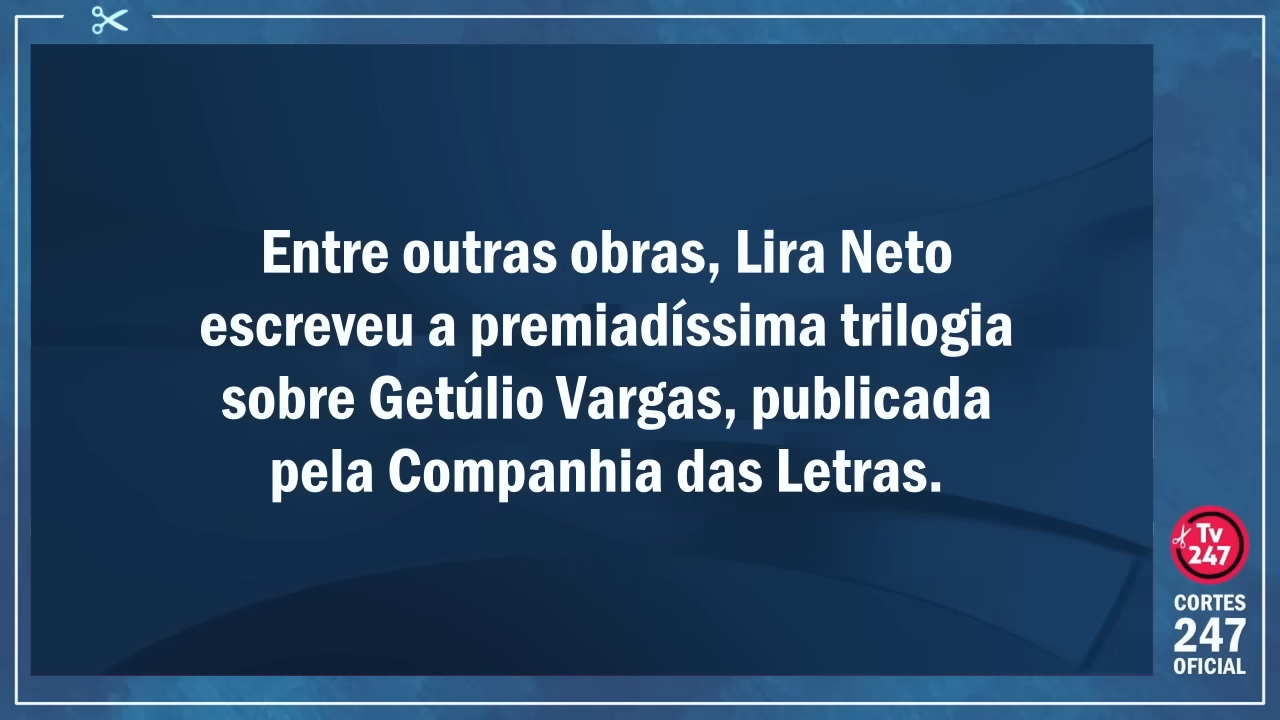 Entre outras obras, Lira Neto
escreveu a premiadíssima trilogia
sobre Getúlio Vargas, publicada
pela Companhia das Letras.
Tv
247
CORTES
247
OFICIAL